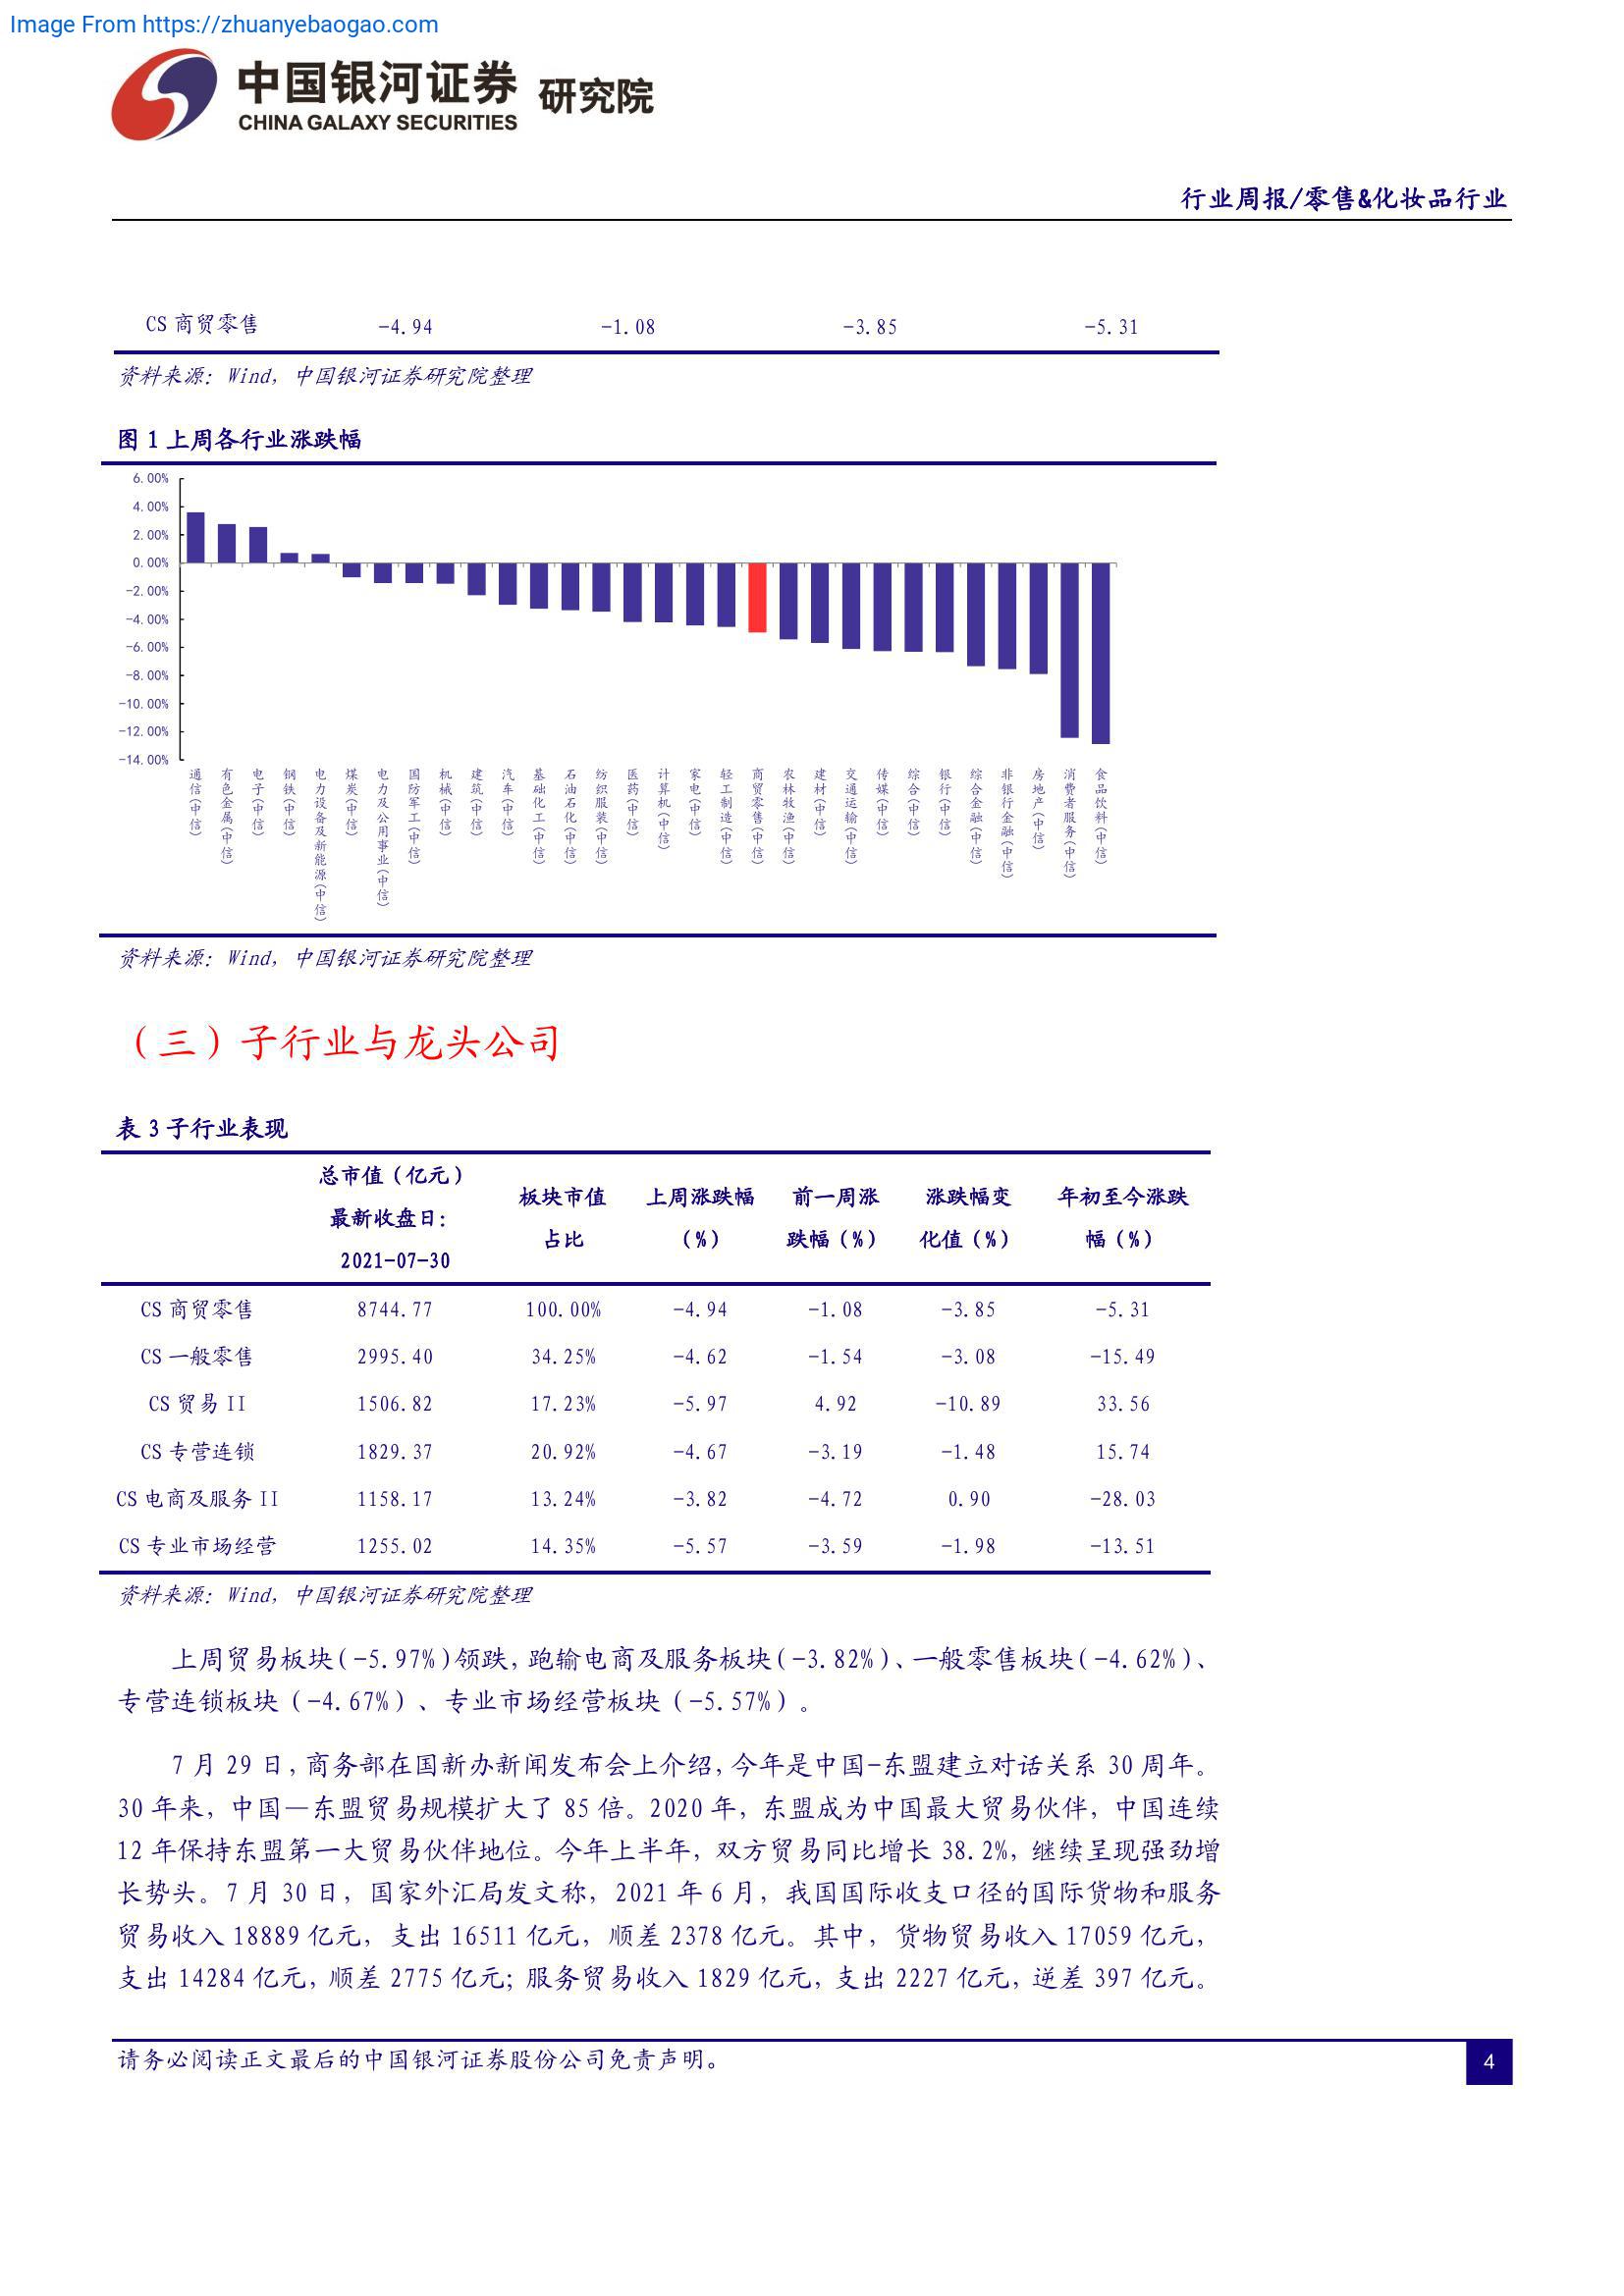 Image From https://zhuanyebaogao.com
中国银河证券 研究院
CHINA GALAXY SECURITIES
行业周报/零售&化妆品行业
CS 商贸零售 -4.94 -1.08 -3.85 -5.31
资料来源：Wind，中国银河证券研究院整理
图 1 上周各行业涨跌幅
6.00%
4.00%
2.00%
0.00%
-2.00%
-4.00%
-6.00%
-8.00%
-10.00%
-12.00%
-14.00%
通信(中信)
有色金属(中信)
电子(中信)
钢铁(中信)
电力设备及新能源(中信)
煤炭(中信)
电力及公用事业(中信)
国防军工(中信)
机械(中信)
建筑(中信)
汽车(中信)
基础化工(中信)
石油石化(中信)
纺织服装(中信)
医药(中信)
计算机(中信)
家电(中信)
轻工制造(中信)
商贸零售(中信)
农林牧渔(中信)
建材(中信)
交通运输(中信)
传媒(中信)
综合(中信)
银行(中信)
综合金融(中信)
非银行金融(中信)
房地产(中信)
消费者服务(中信)
食品饮料(中信)
资料来源：Wind，中国银河证券研究院整理
（三）子行业与龙头公司
表 3 子行业表现
总市值（亿元）
最新收盘日：
2021-07-30
板块市值
占比
上周涨跌幅
（%）
前一周涨
跌幅（%）
涨跌幅变
化值（%）
年初至今涨跌
幅（%）
CS 商贸零售 8744.77 100.00% -4.94 -1.08 -3.85 -5.31
CS 一般零售 2995.40 34.25% -4.62 -1.54 -3.08 -15.49
CS 贸易 II 1506.82 17.23% -5.97 4.92 -10.89 33.56
CS 专营连锁 1829.37 20.92% -4.67 -3.19 -1.48 15.74
CS 电商及服务 II 1158.17 13.24% -3.82 -4.72 0.90 -28.03
CS 专业市场经营 1255.02 14.35% -5.57 -3.59 -1.98 -13.51
资料来源：Wind，中国银河证券研究院整理
上周贸易板块（-5.97%）领跌，跑输电商及服务板块（-3.82%）、一般零售板块（-4.62%）、
专营连锁板块（-4.67%）、专业市场经营板块（-5.57%）。
7 月 29 日，商务部在国新办新闻发布会上介绍，今年是中国-东盟建立对话关系 30 周年。
30 年来，中国—东盟贸易规模扩大了 85 倍。2020 年，东盟成为中国最大贸易伙伴，中国连续
12 年保持东盟第一大贸易伙伴地位。今年上半年，双方贸易同比增长 38.2%，继续呈现强劲增
长势头。7 月 30 日，国家外汇局发文称，2021 年 6 月，我国国际收支口径的国际货物和服务
贸易收入 18889 亿元，支出 16511 亿元，顺差 2378 亿元。其中，货物贸易收入 17059 亿元，
支出 14284 亿元，顺差 2775 亿元；服务贸易收入 1829 亿元，支出 2227 亿元，逆差 397 亿元。
请务必阅读正文最后的中国银河证券股份公司免责声明。
4